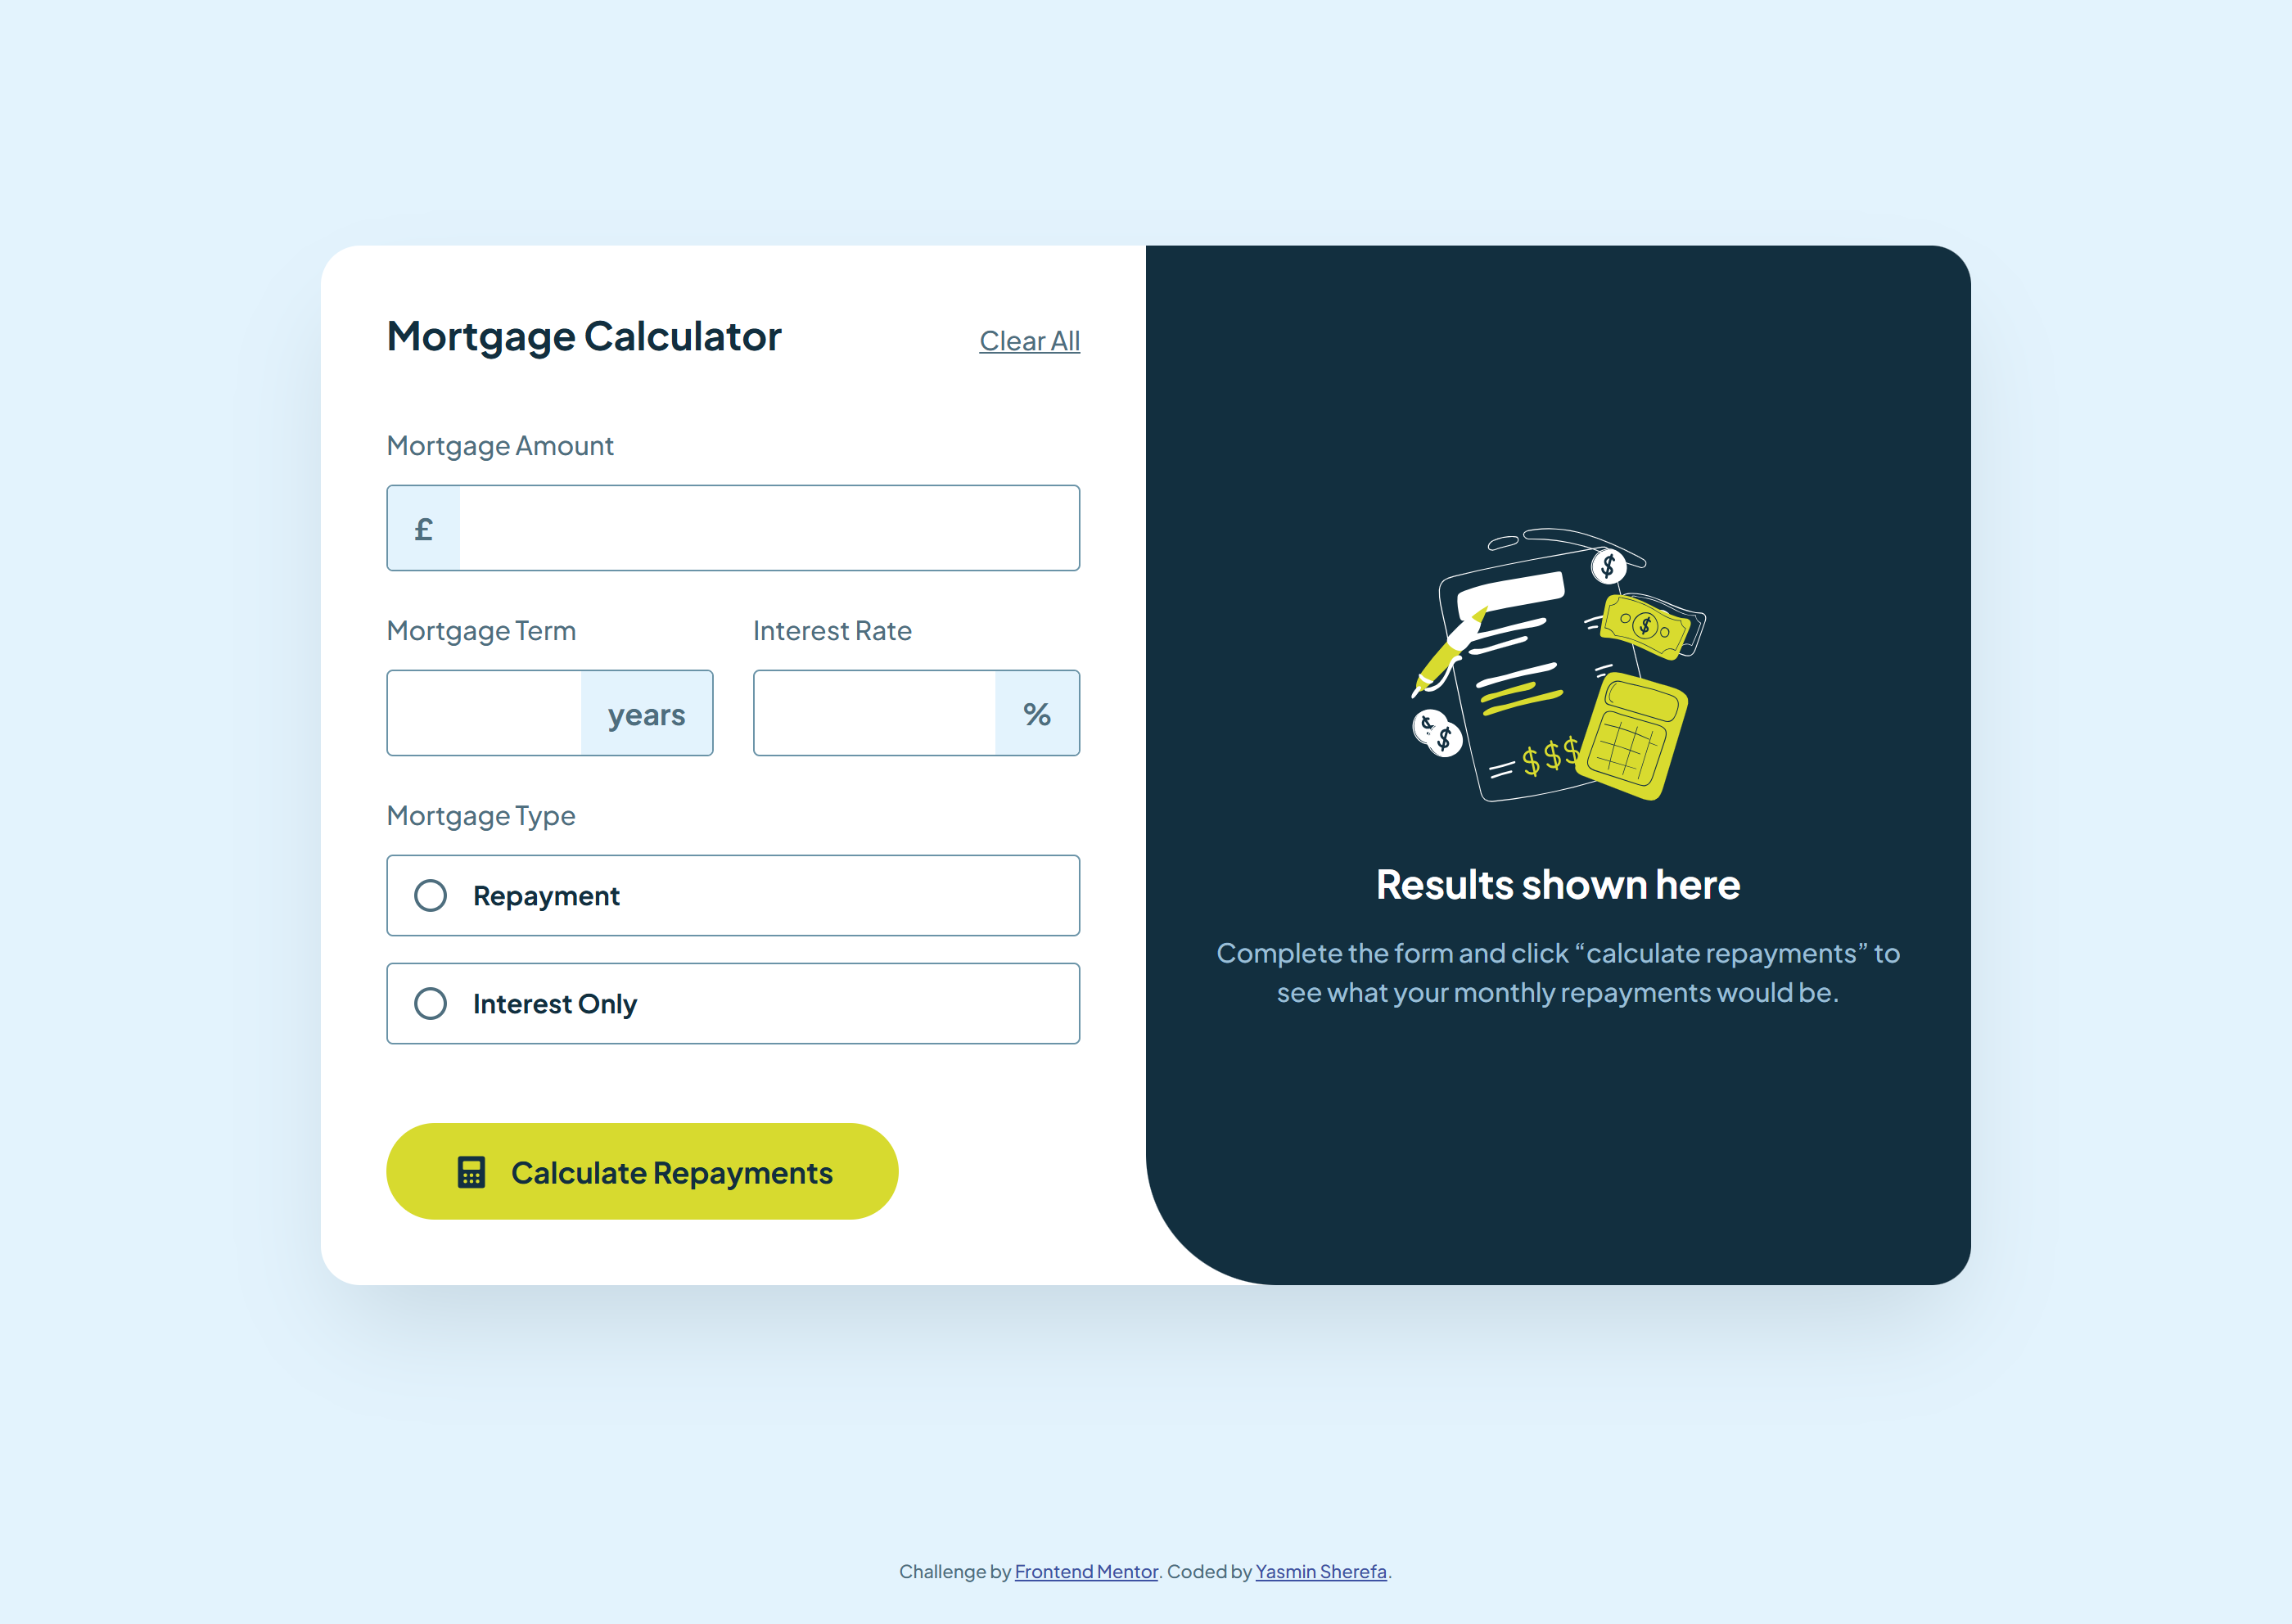 Mortgage Calculator
Clear All
Mortgage Amount
£
Mortgage Term
Interest Rate
years
%
Mortgage Type
Repayment
Interest Only
Calculate Repayments
$
$
$
$
$$$
Results shown here
Complete the form and click “calculate repayments” to
see what your monthly repayments would be.
Challenge by Frontend Mentor. Coded by Yasmin Sherefa.